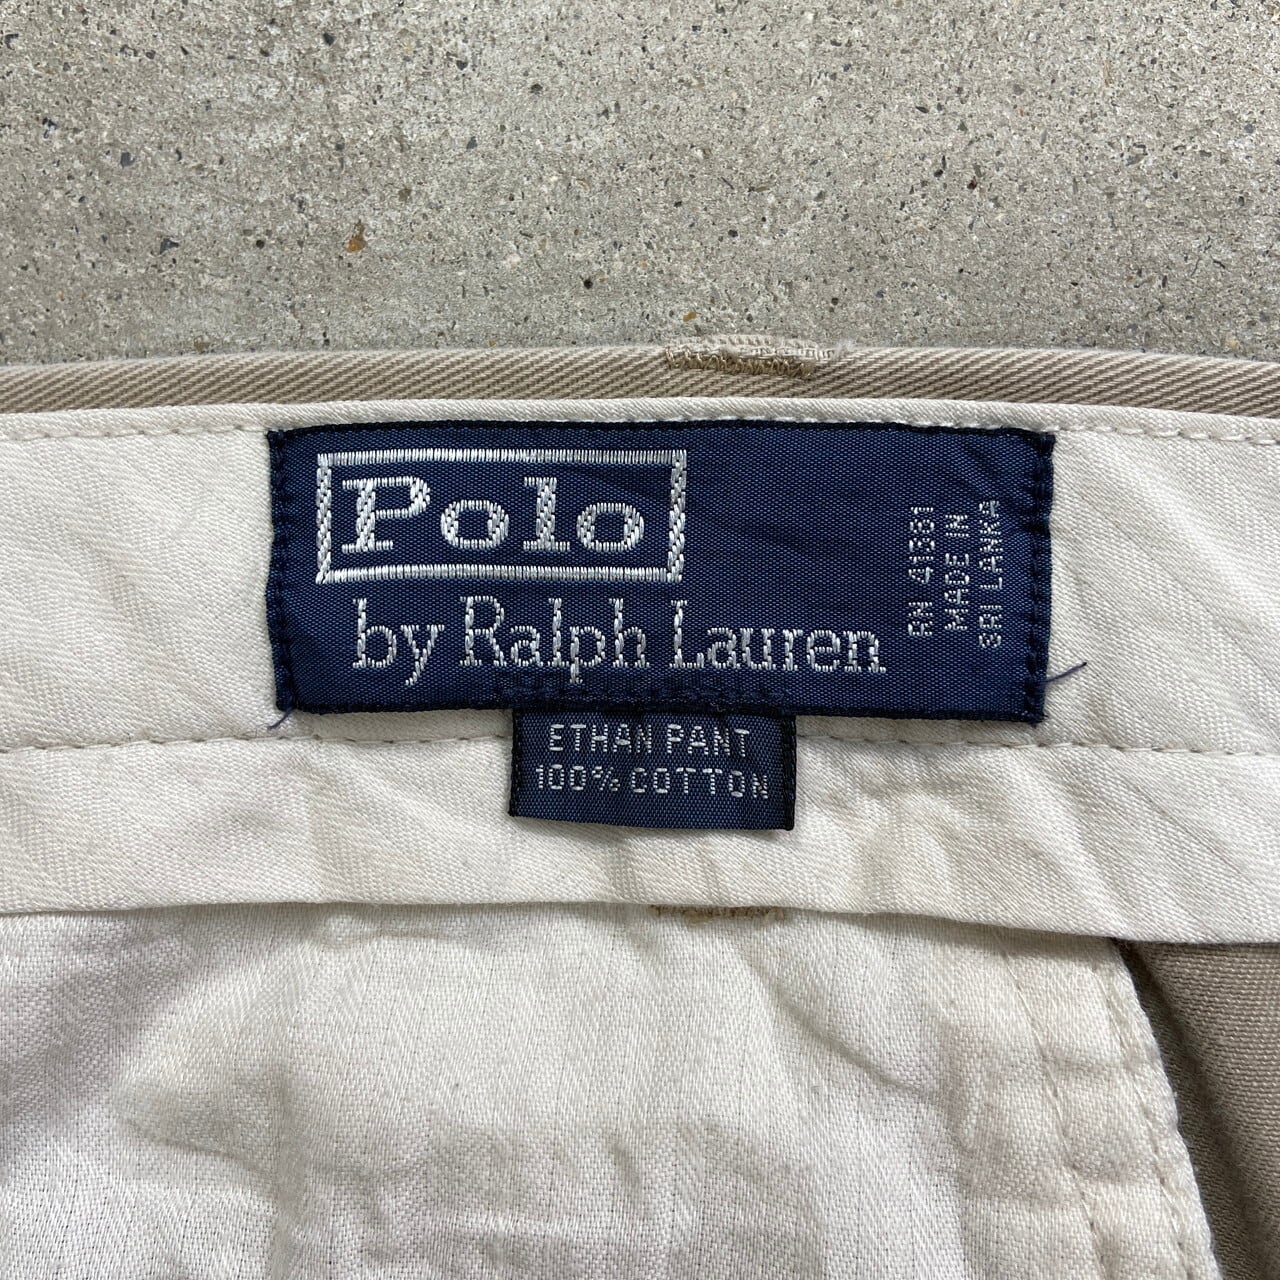 Polo
by Ralph Lauren
RN 41381
MADE IN
SRI LANKA
ETHAN PANT
100% COTTON